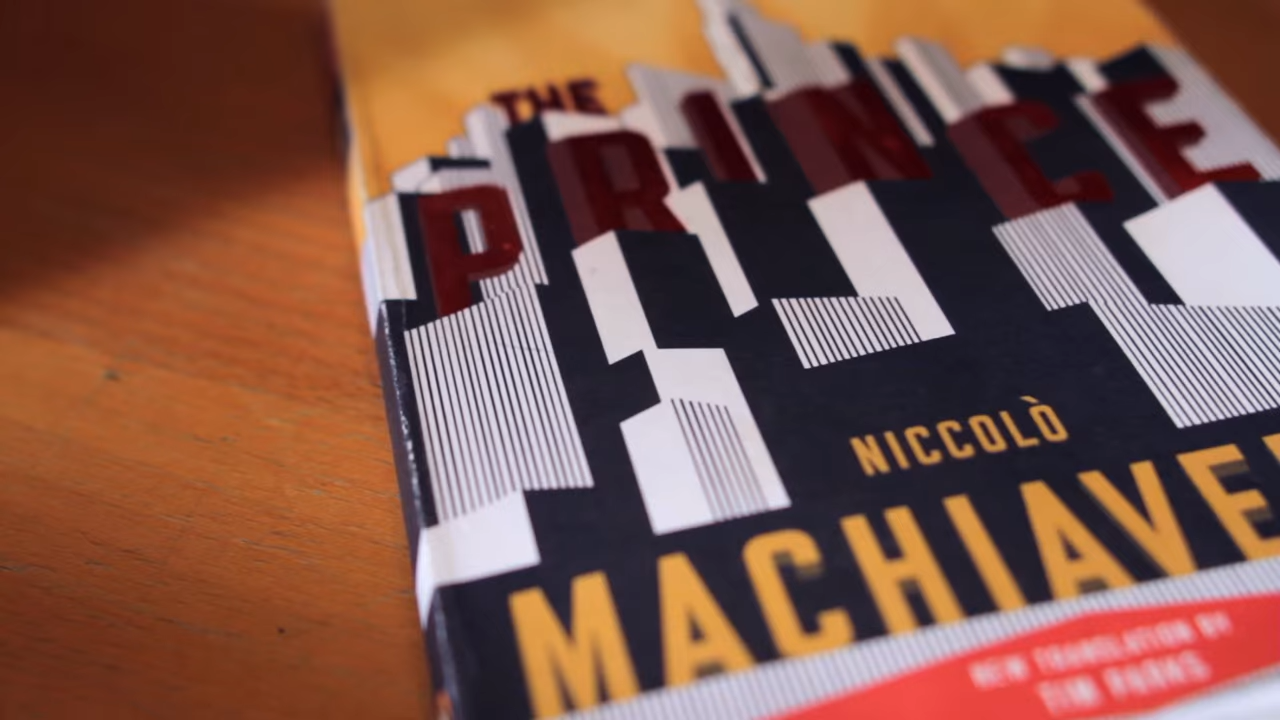 THE
PRINCE
NICCOLÒ
MACHIAVE
NEW TRANSLATION BY
TIM PARKS